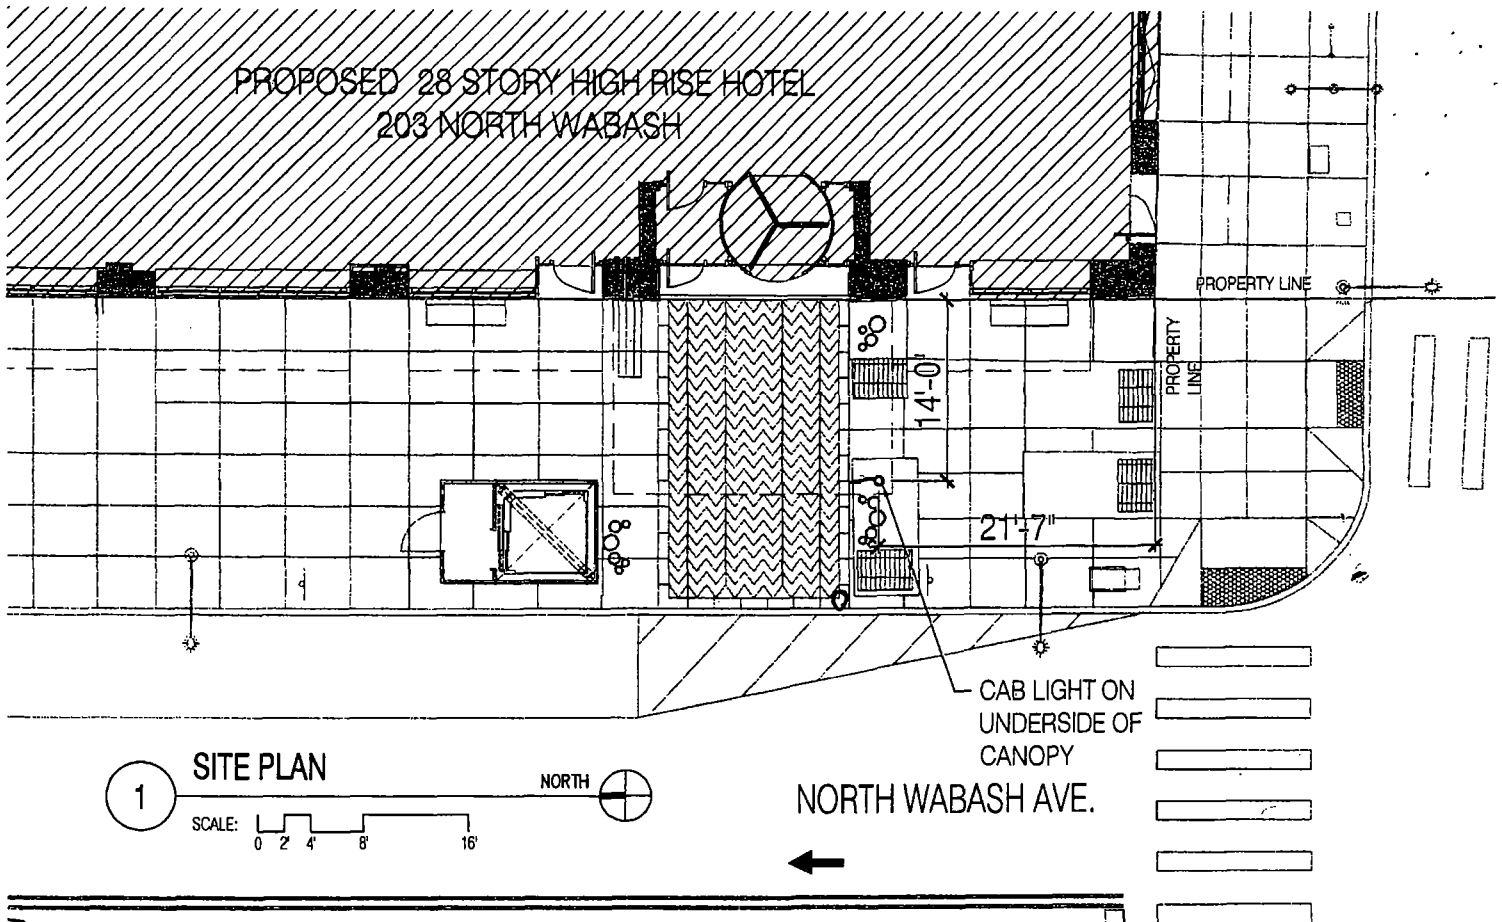 PROPOSED 28 STORY HIGH RISE HOTEL
203 NORTH WABASH
PROPERTY LINE
PROPERTY
LINE
14'-0"
21'-7"
CAB LIGHT ON
UNDERSIDE OF
CANOPY
1
SITE PLAN
NORTH
SCALE:
0 2' 4' 8' 16'
NORTH WABASH AVE.